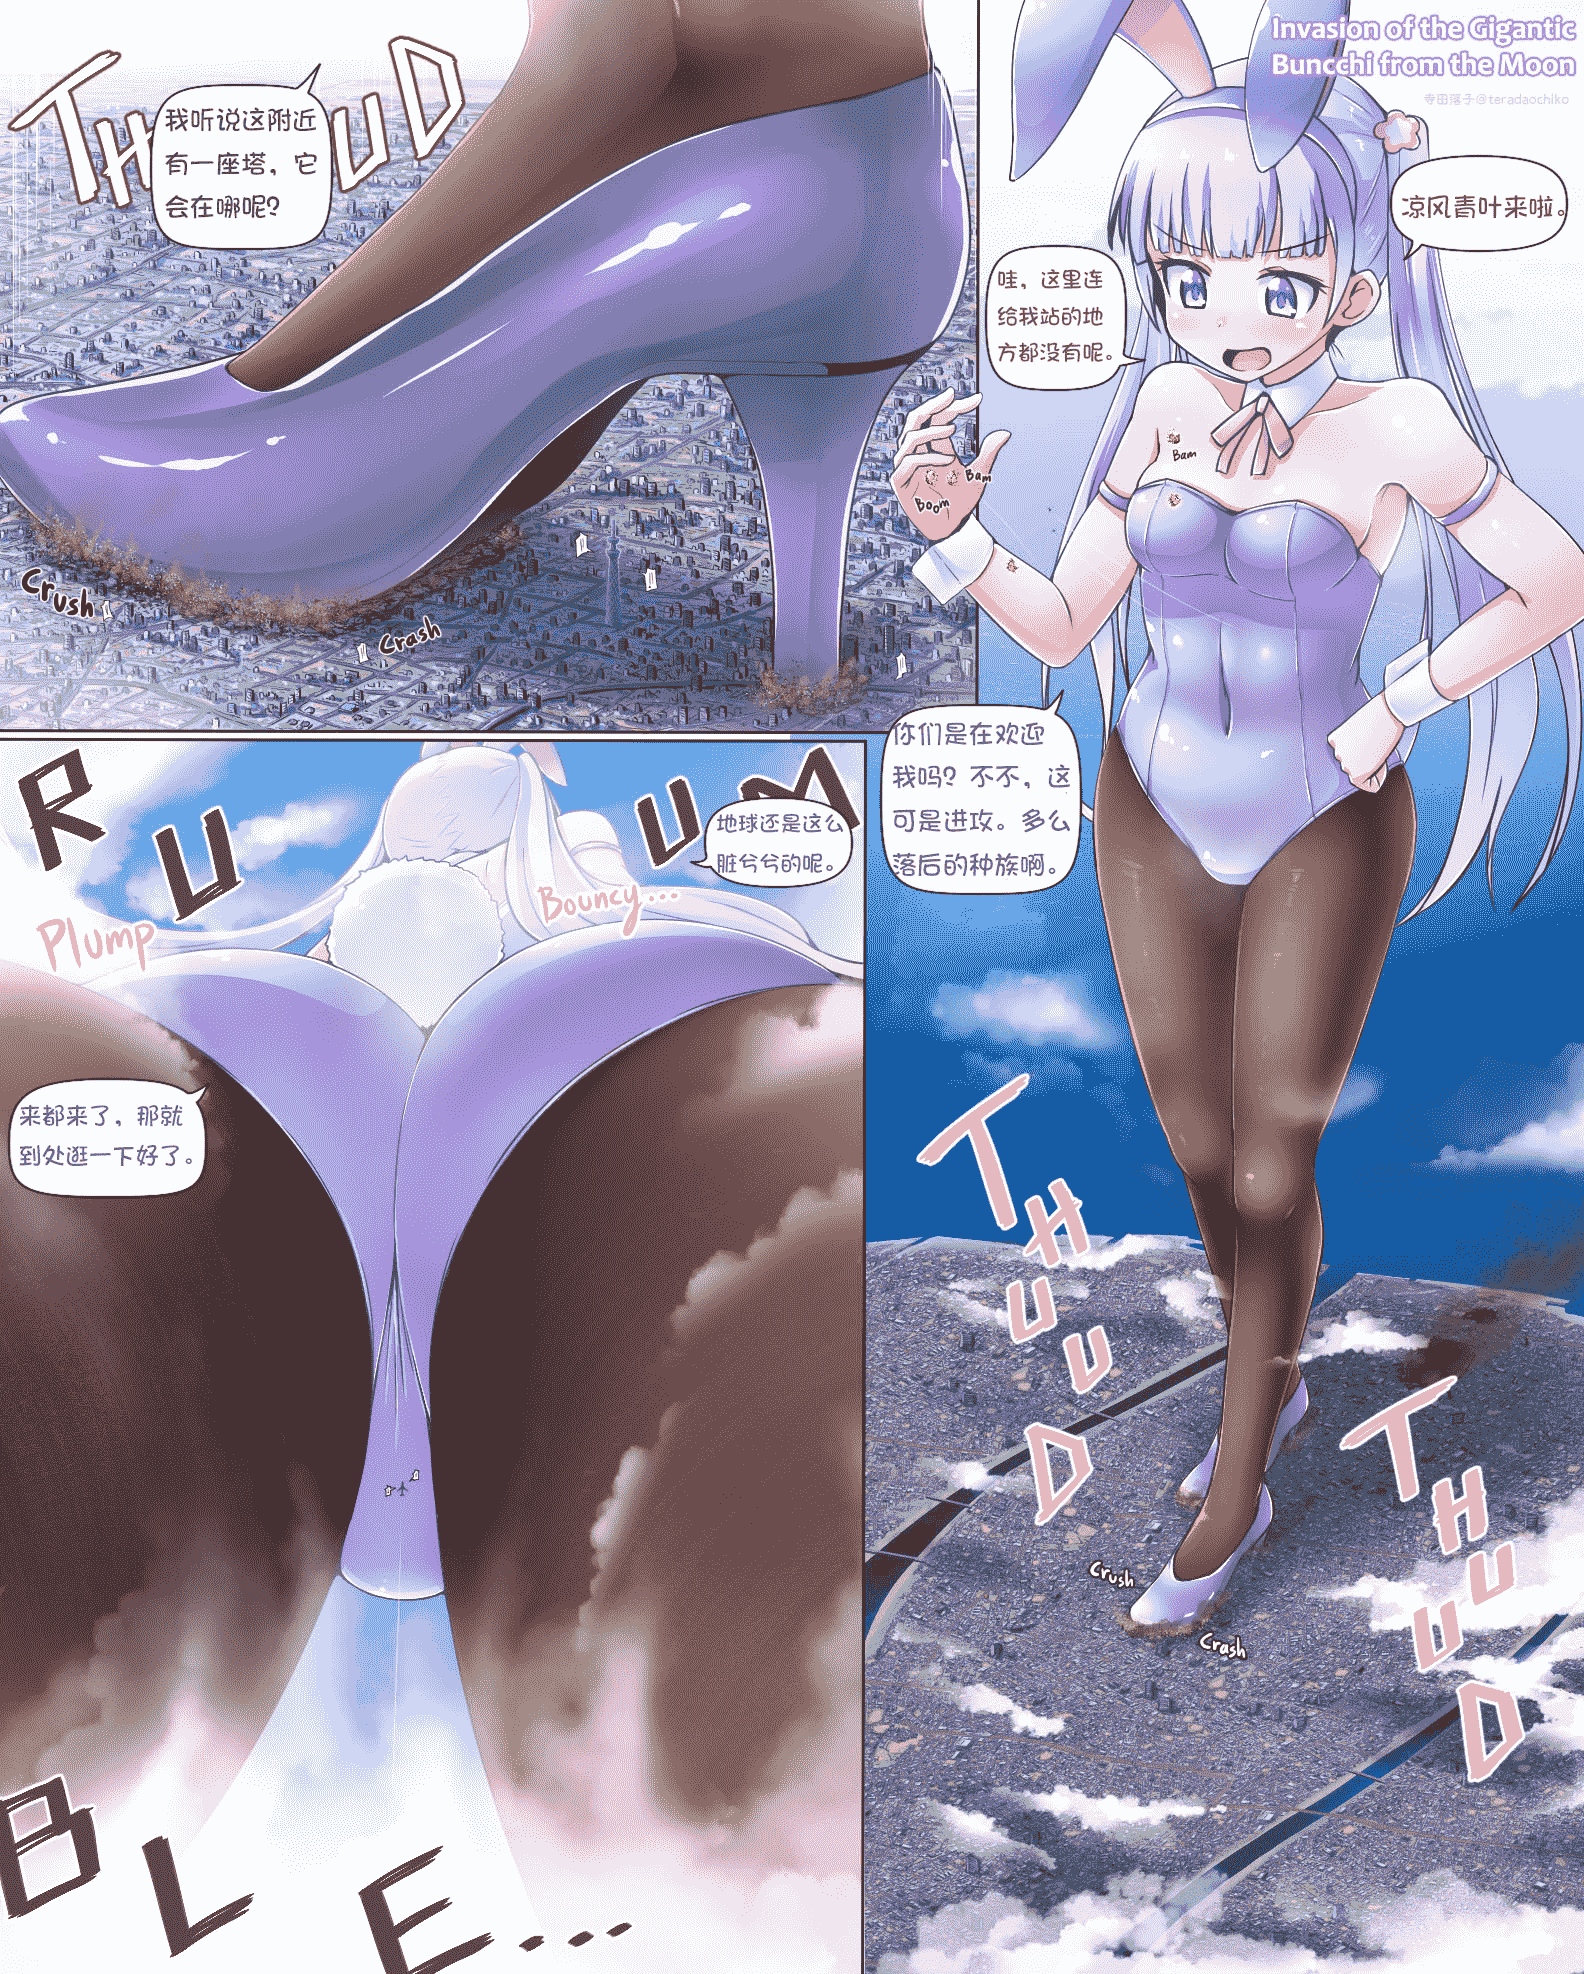 Invasion of the Gigantic
Buncchi from the Moon
寺田落子@teradaochiko
THUD
我听说这附近
有一座塔，它
会在哪呢？
Crush
Crash
凉风青叶来啦。
哇，这里连
给我站的地
方都没有呢。
Bam
Bam
Boom
你们是在欢迎
我吗？不不，这
可是进攻。多么
落后的种族啊。
THUUD
THUUD
Crush
Crash
RUUM
地球还是这么
脏兮兮的呢。
Plump
Bouncy...
来都来了，那就
到处逛一下好了。
BLE...